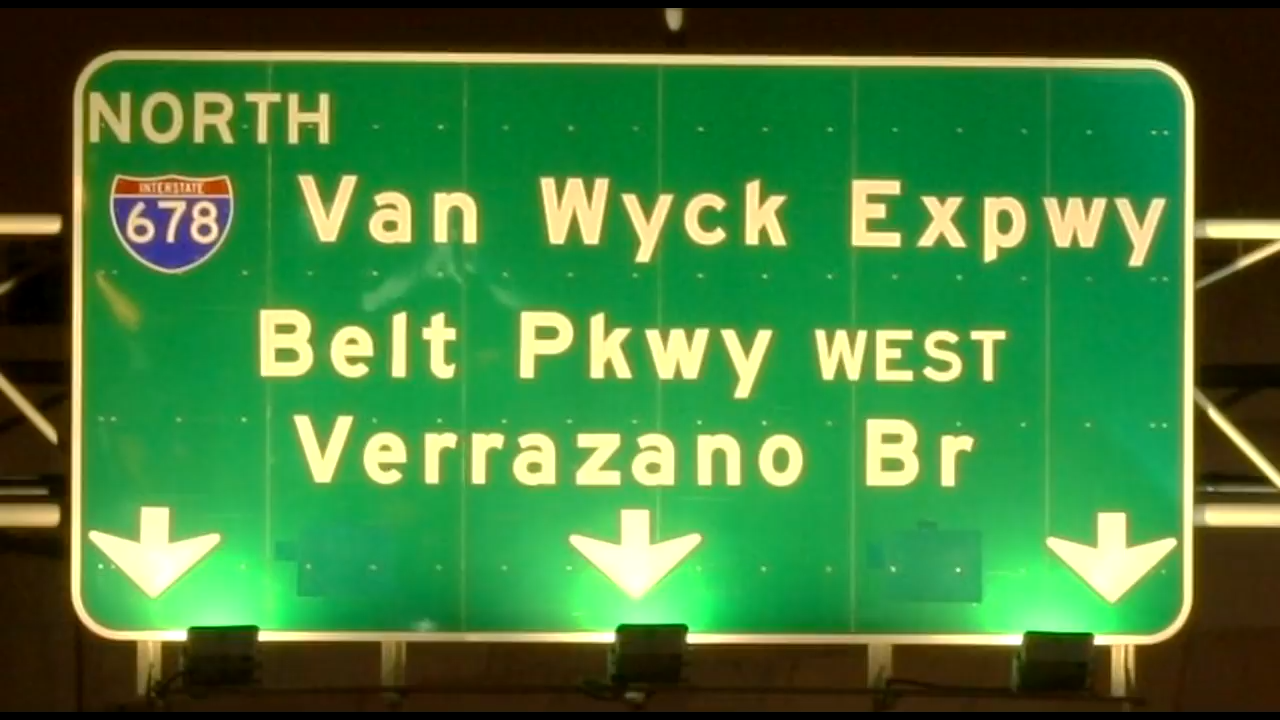 NORTH
INTERSTATE
678
Van Wyck Expwy
Belt Pkwy WEST
Verrazano Br